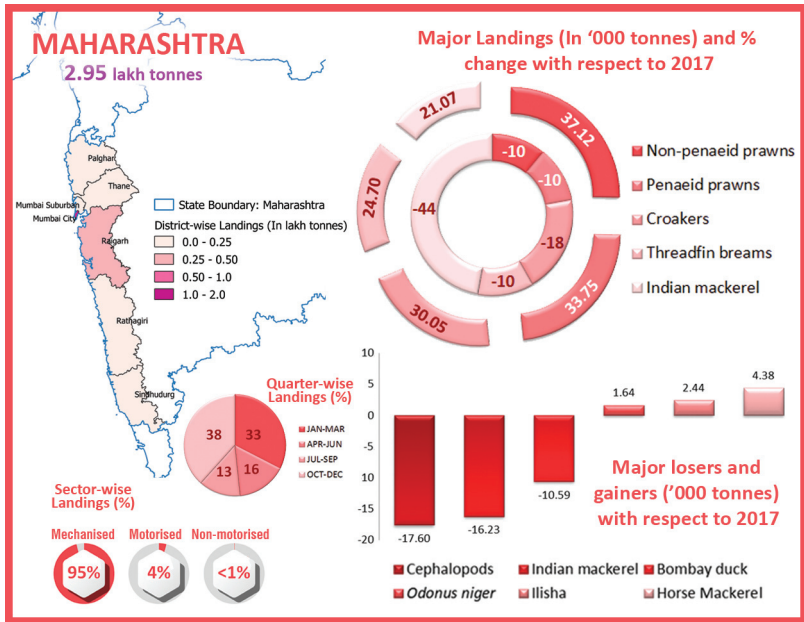 MAHARASHTRA
2.95 lakh tonnes
Palghar
Thane
Mumbai Suburban
Mumbai City
Raigarh
Ratnagiri
Sindhudurg
State Boundary: Maharashtra
District-wise Landings (In lakh tonnes)
0.0 - 0.25
0.25 - 0.50
0.50 - 1.0
1.0 - 2.0
Major Landings (In ‘000 tonnes) and %
change with respect to 2017
37.12
33.75
30.05
24.70
21.07
-10
-10
-18
-10
-44
Non-penaeid prawns
Penaeid prawns
Croakers
Threadfin breams
Indian mackerel
Quarter-wise
Landings (%)
33
16
13
38
JAN-MAR
APR-JUN
JUL-SEP
OCT-DEC
Sector-wise
Landings (%)
Mechanised
Motorised
Non-motorised
95%
4%
<1%
10
5
0
-5
10
-15
-20
-17.60
-16.23
-10.59
1.64
2.44
4.38
Major losers and
gainers (’000 tonnes)
with respect to 2017
Cephalopods
Indian mackerel
Bombay duck
Odonus niger
Ilisha
Horse Mackerel